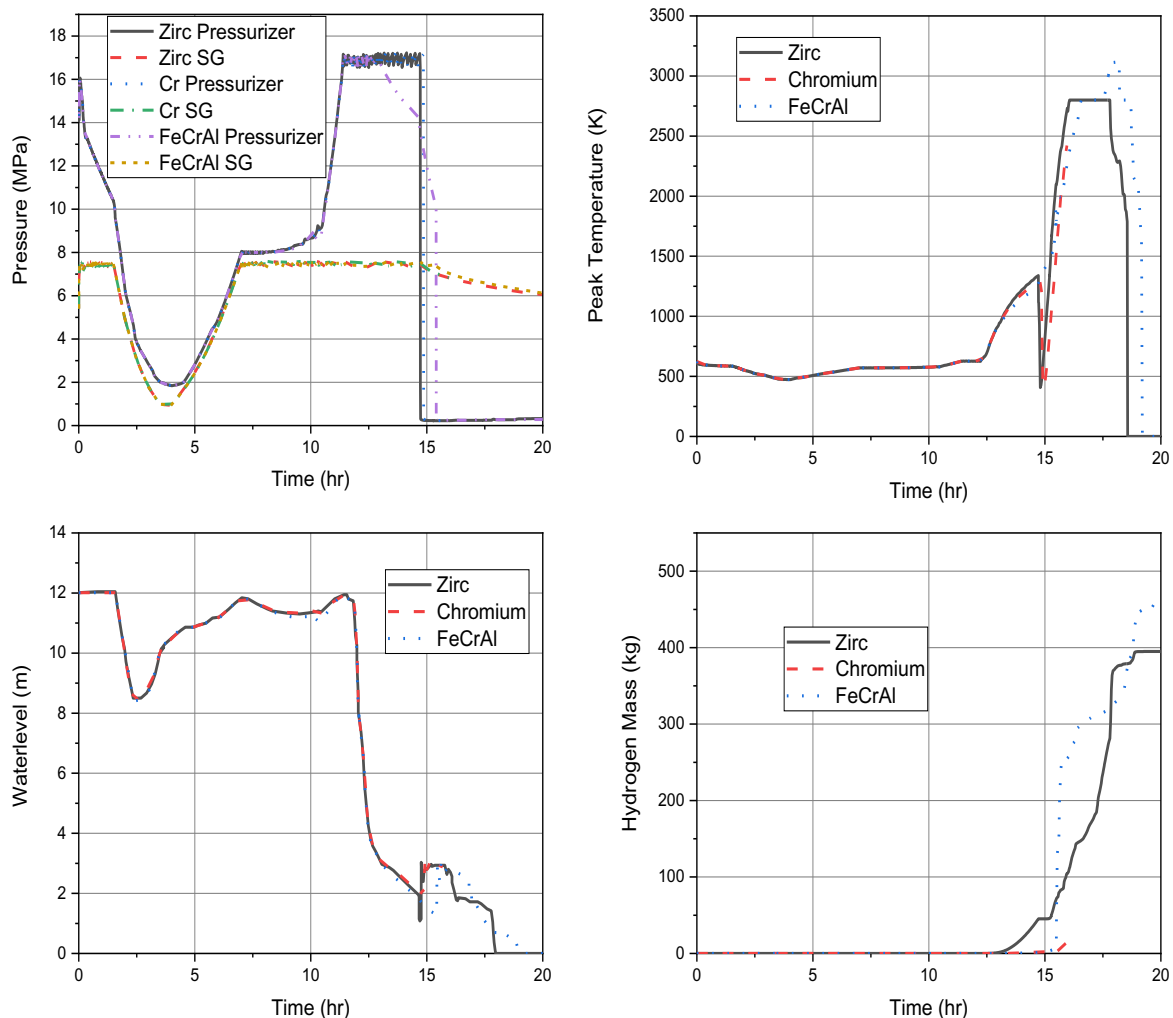 Zirc Pressurizer
Zirc SG
Cr Pressurizer
Cr SG
FeCrAl Pressurizer
FeCrAl SG
18
16
14
12
10
8
6
4
2
0
Pressure (MPa)
0 5 10 15 20
Time (hr)
Zirc
Chromium
FeCrAl
3500
3000
2500
2000
1500
1000
500
0
Peak Temperature (K)
0 5 10 15 20
Time (hr)
Zirc
Chromium
FeCrAl
14
12
10
8
6
4
2
0
Waterlevel (m)
0 5 10 15 20
Time (hr)
Zirc
Chromium
FeCrAl
500
400
300
200
100
0
Hydrogen Mass (kg)
0 5 10 15 20
Time (hr)